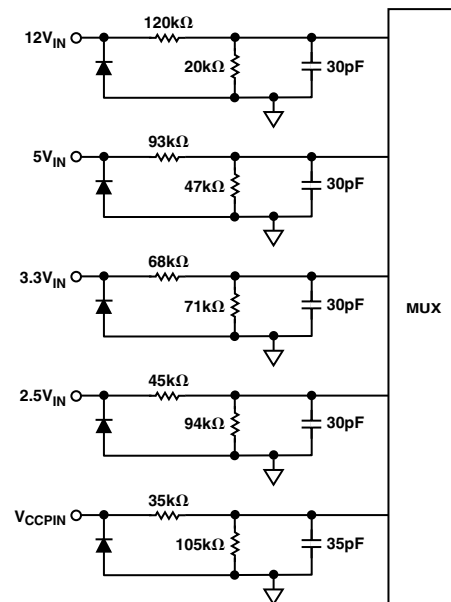 120kΩ
12V_IN
20kΩ
30pF
93kΩ
5V_IN
47kΩ
30pF
68kΩ
3.3V_IN
71kΩ
30pF
MUX
45kΩ
2.5V_IN
94kΩ
30pF
35kΩ
V_CCPIN
105kΩ
35pF